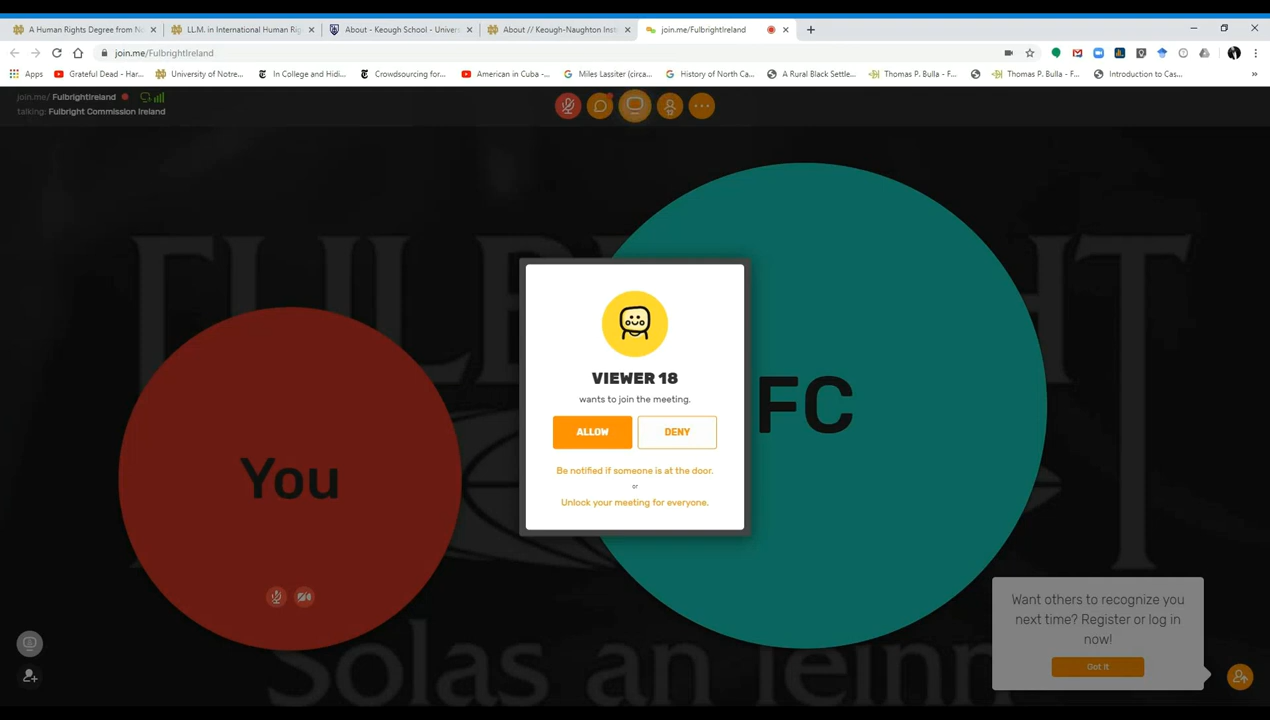 A Human Rights Degree from No
LL.M. in International Human Rig
About - Keough School - Univers
About // Keough-Naughton Inst
join.me/FulbrightIreland
join.me/FulbrightIreland
Apps
Grateful Dead - Har...
University of Notre...
In College and Hidi...
Crowdsourcing for...
American in Cuba -...
Miles Lassiter (circa...
History of North Ca...
A Rural Black Settle...
Thomas P. Bulla - F...
Thomas P. Bulla - F...
Introduction to Cas...
»
join.me/ FulbrightIreland
talking: Fulbright Commission Ireland
FULBRIGHT
FC
You
VIEWER 18
wants to join the meeting.
ALLOW
DENY
Be notified if someone is at the door.
or
Unlock your meeting for everyone.
Want others to recognize you
next time? Register or log in
now!
Got it
Solas an léinn